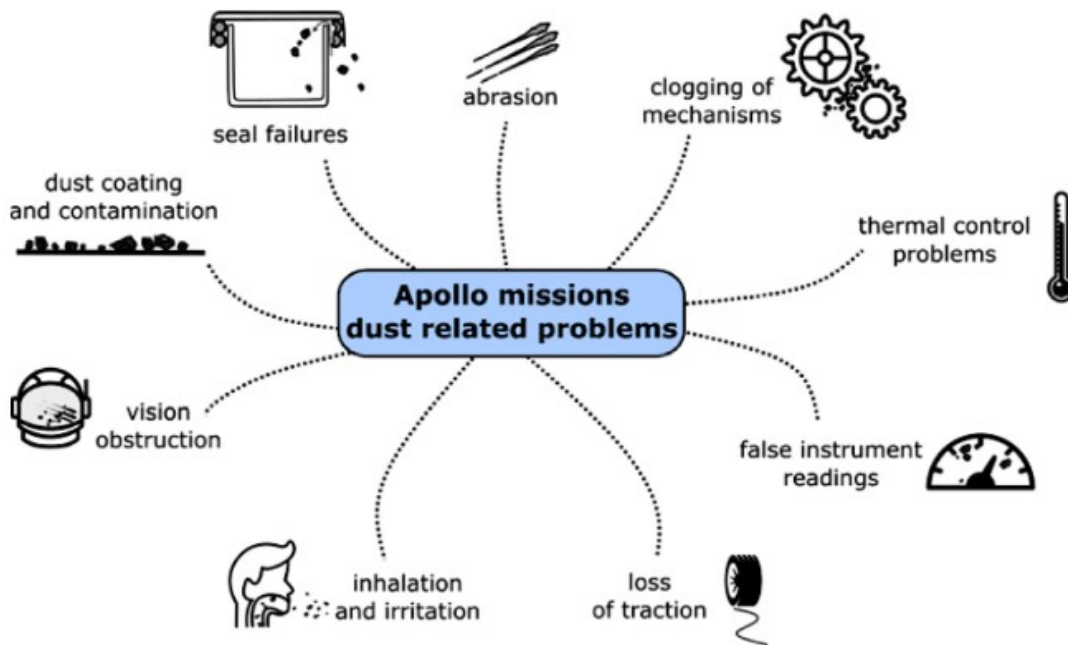 abrasion
clogging of
mechanisms
seal failures
dust coating
and contamination
thermal control
problems
Apollo missions
dust related problems
vision
obstruction
false instrument
readings
inhalation
and irritation
loss
of traction